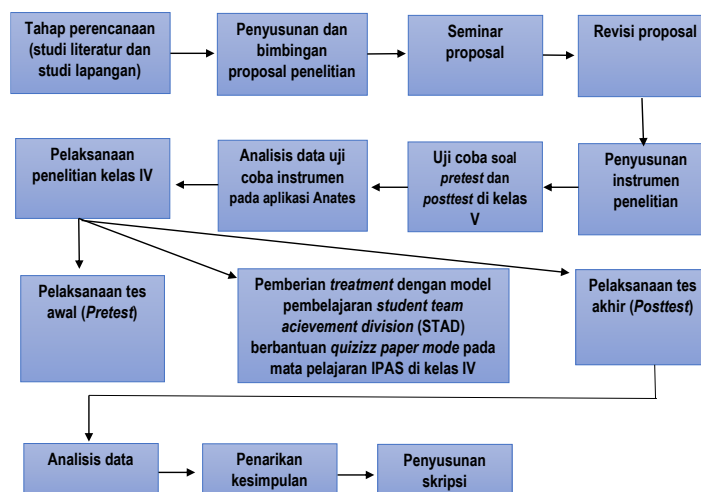 Tahap perencanaan
(studi literatur dan
studi lapangan)
Penyusunan dan
bimbingan
proposal penelitian
Seminar
proposal
Revisi proposal
Penyusunan
instrumen
penelitian
Uji coba soal
pretest dan
posttest di kelas
V
Analisis data uji
coba instrumen
pada aplikasi Anates
Pelaksanaan
penelitian kelas IV
Pelaksanaan tes
awal (Pretest)
Pemberian treatment dengan model
pembelajaran student team
acievement division (STAD)
berbantuan quizizz paper mode pada
mata pelajaran IPAS di kelas IV
Pelaksanaan tes
akhir (Posttest)
Analisis data
Penarikan
kesimpulan
Penyusunan
skripsi